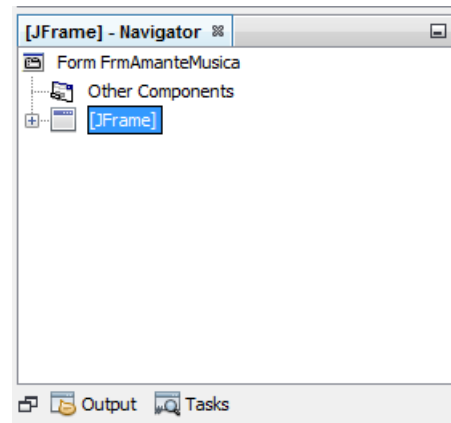 [JFrame] - Navigator
Form FrmAmanteMusica
Other Components
[JFrame]
Output Tasks